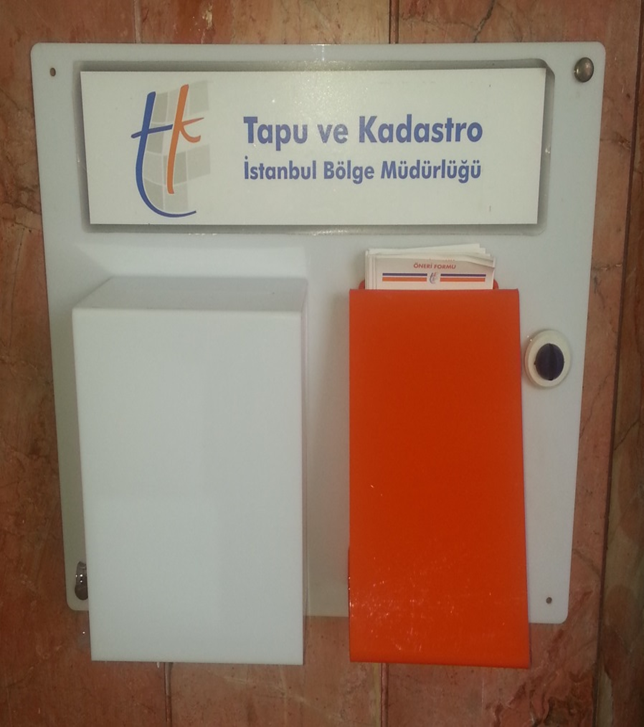 Tapu ve Kadastro
İstanbul Bölge Müdürlüğü
ÖNERİ FORMU